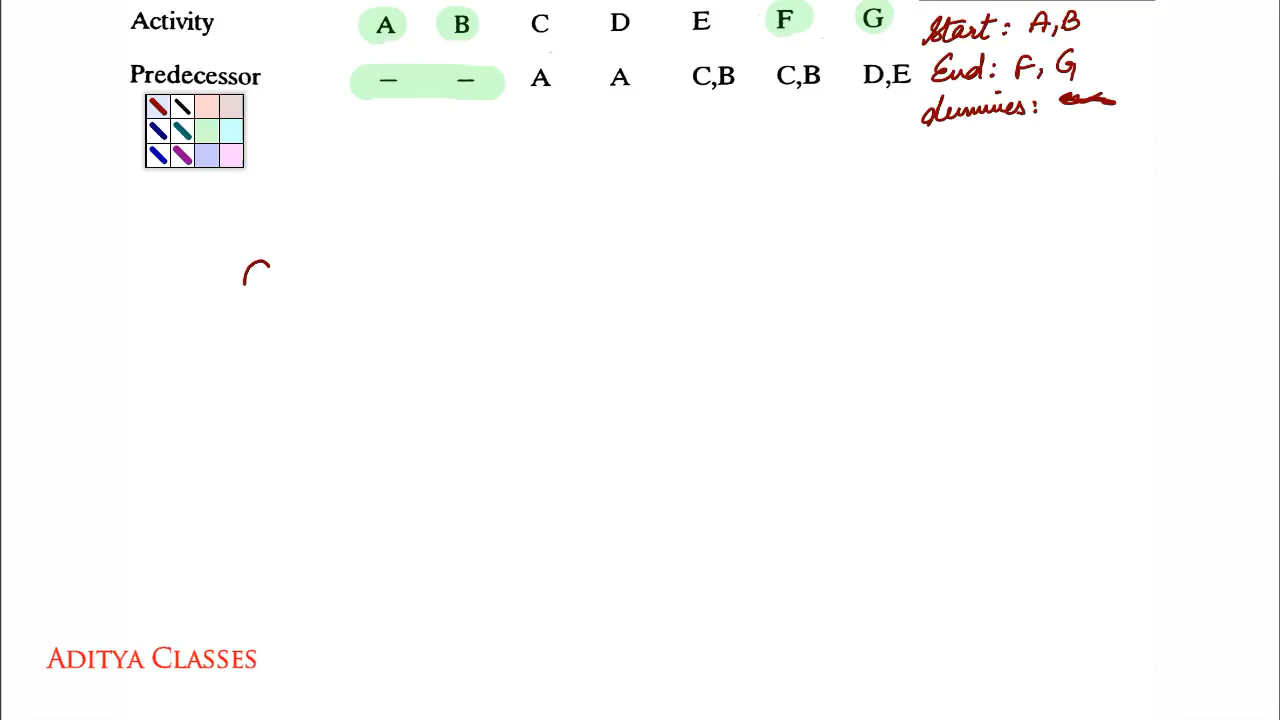 Activity A B C D E F G
Predecessor – – A A C,B C,B D,E
Start: A,B
End: F, G
dummies:
ADITYA CLASSES